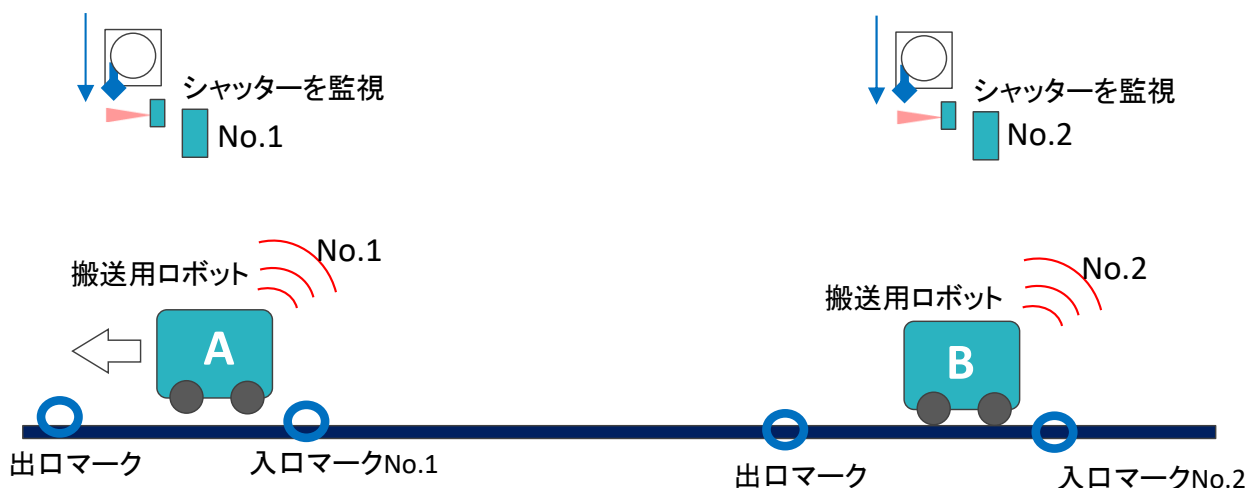 シャッターを監視
No.1
シャッターを監視
No.2
搬送用ロボット
No.1
A
搬送用ロボット
No.2
B
出口マーク
入口マークNo.1
出口マーク
入口マークNo.2